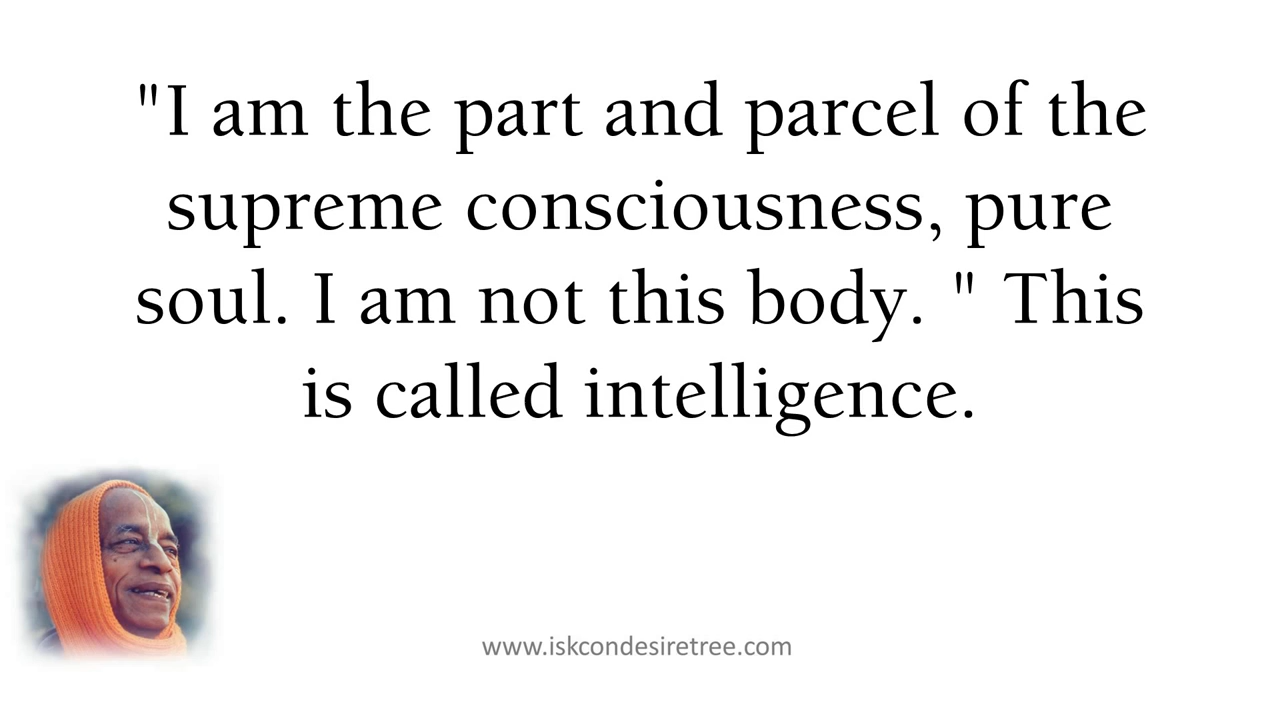 "I am the part and parcel of the
supreme consciousness, pure
soul. I am not this body. " This
is called intelligence.
www.iskcondesiretree.com